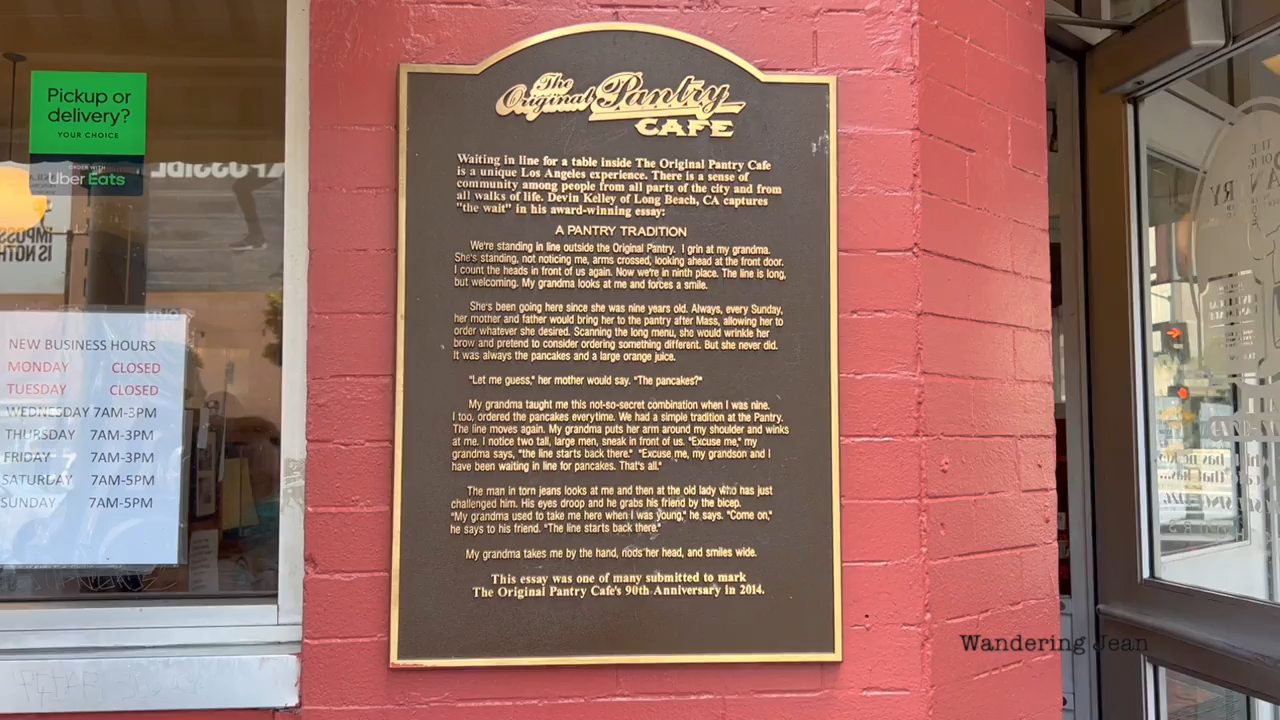 Pickup or
delivery?
YOUR CHOICE
ORDER WITH
Uber Eats
NEW BUSINESS HOURS
MONDAY CLOSED
TUESDAY CLOSED
WEDNESDAY 7AM-3PM
THURSDAY 7AM-3PM
FRIDAY 7AM-3PM
SATURDAY 7AM-5PM
SUNDAY 7AM-5PM
The
Original Pantry
CAFE
Waiting in line for a table inside The Original Pantry Cafe
is a unique Los Angeles experience. There is a sense of
community among people from all parts of the city and from
all walks of life. Devin Kelley of Long Beach, CA captures
"the wait" in his award-winning essay:
A PANTRY TRADITION
We're standing in line outside the Original Pantry. I grin at my grandma.
She's standing, not noticing me, arms crossed, looking ahead at the front door.
I count the heads in front of us again. Now we're in ninth place. The line is long,
but welcoming. My grandma looks at me and forces a smile.
She's been going here since she was nine years old. Always, every Sunday,
her mother and father would bring her to the pantry after Mass, allowing her to
order whatever she desired. Scanning the long menu, she would wrinkle her
brow and pretend to consider ordering something different. But she never did.
It was always the pancakes and a large orange juice.
"Let me guess," her mother would say. "The pancakes?"
My grandma taught me this not-so-secret combination when I was nine.
I too, ordered the pancakes everytime. We had a simple tradition at the Pantry.
The line moves again. My grandma puts her arm around my shoulder and winks
at me. I notice two tall, large men, sneak in front of us. "Excuse me," my
grandma says, "the line starts back there." "Excuse me, my grandson and I
have been waiting in line for pancakes. That's all."
The man in torn jeans looks at me and then at the old lady who has just
challenged him. His eyes droop and he grabs his friend by the bicep.
"My grandma used to take me here when I was young," he says. "Come on,"
he says to his friend. "The line starts back there."
My grandma takes me by the hand, nods her head, and smiles wide.
This essay was one of many submitted to mark
The Original Pantry Cafe's 90th Anniversary in 2014.
Wandering Jean